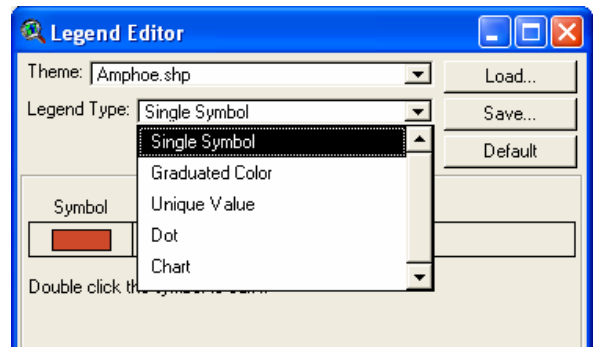 Legend Editor
Theme: Amphoe.shp
Load...
Legend Type: Single Symbol
Save...
Single Symbol
Default
Graduated Color
Unique Value
Symbol
Dot
Chart
Double click th